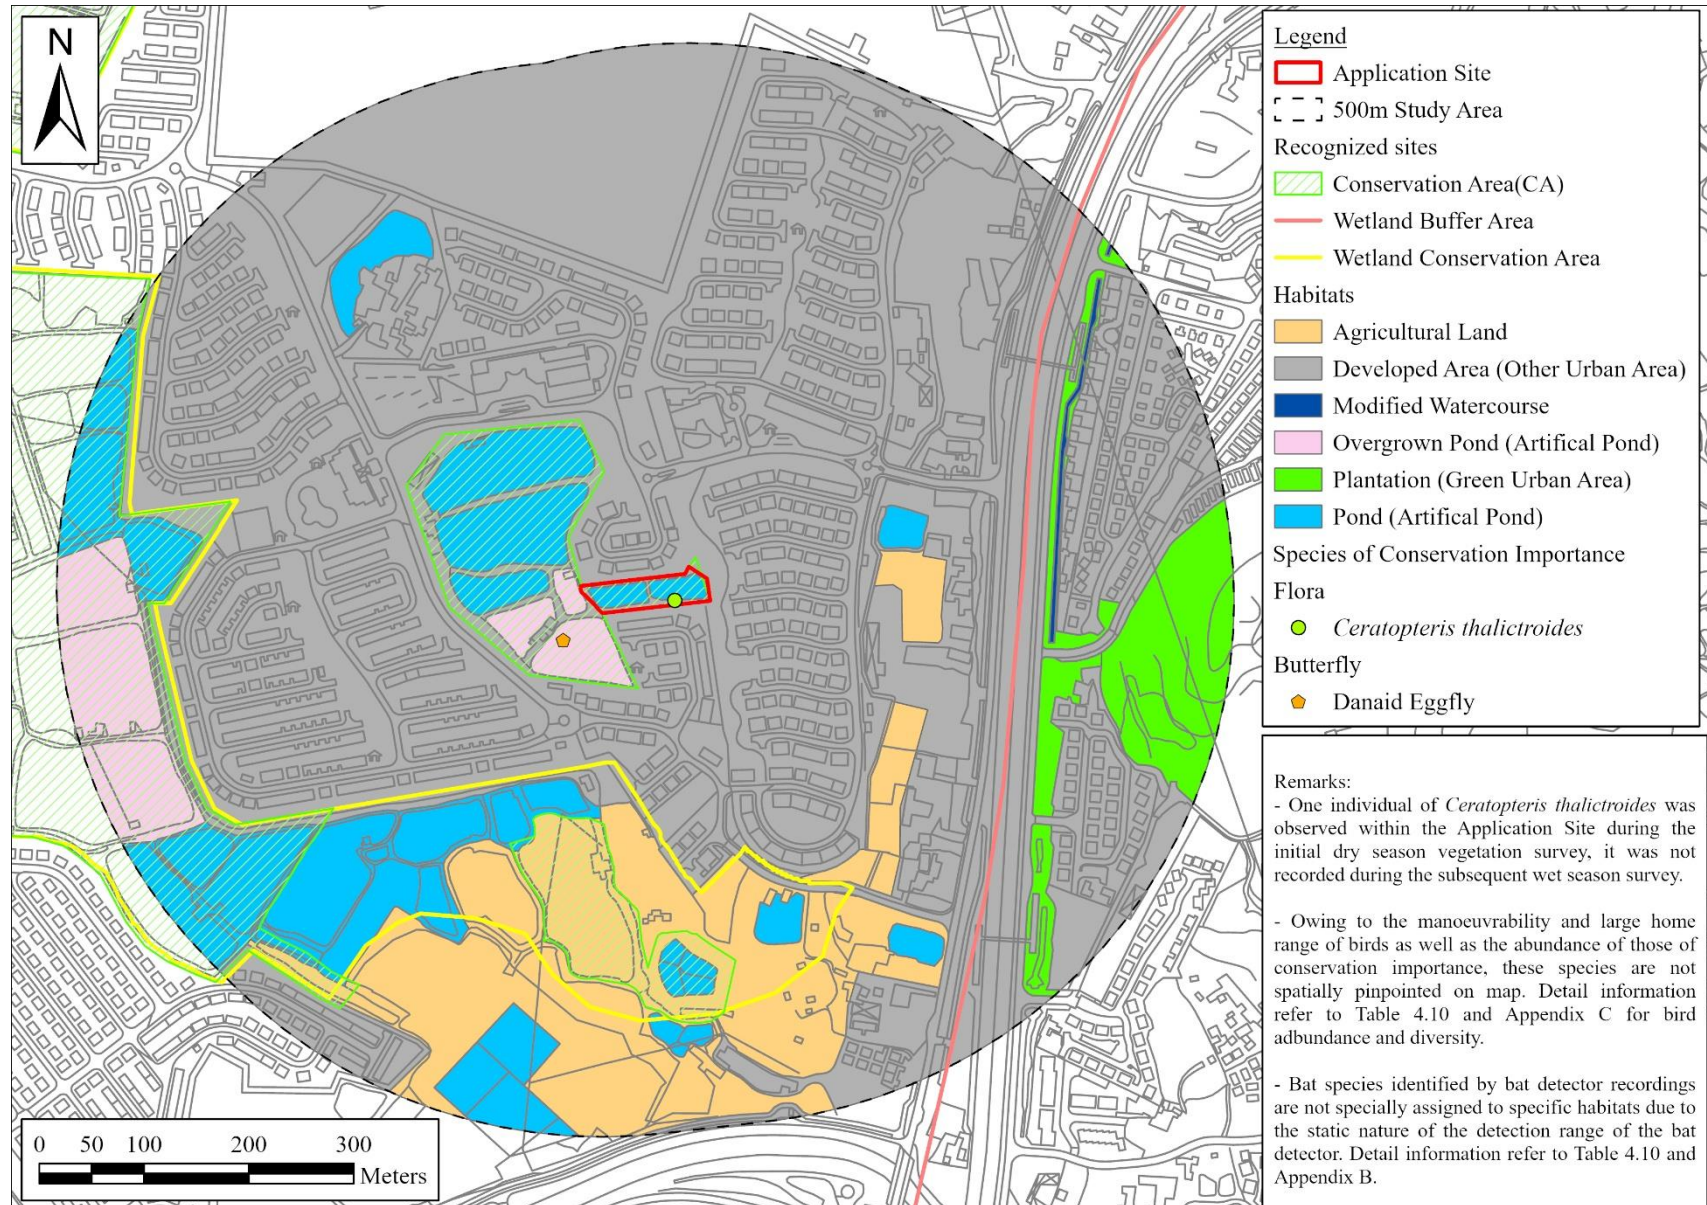 N
Legend
Application Site
500m Study Area
Recognized sites
Conservation Area(CA)
Wetland Buffer Area
Wetland Conservation Area
Habitats
Agricultural Land
Developed Area (Other Urban Area)
Modified Watercourse
Overgrown Pond (Artifical Pond)
Plantation (Green Urban Area)
Pond (Artifical Pond)
Species of Conservation Importance
Flora
Ceratopteris thalictroides
Butterfly
Danaid Eggfly
Remarks:
- One individual of Ceratopteris thalictroides was
observed within the Application Site during the
initial dry season vegetation survey, it was not
recorded during the subsequent wet season survey.
- Owing to the manoeuvrability and large home
range of birds as well as the abundance of those of
conservation importance, these species are not
spatially pinpointed on map. Detail information
refer to Table 4.10 and Appendix C for bird
adbundance and diversity.
- Bat species identified by bat detector recordings
are not specially assigned to specific habitats due to
the static nature of the detection range of the bat
detector. Detail information refer to Table 4.10 and
Appendix B.
0 50 100 200 300
Meters